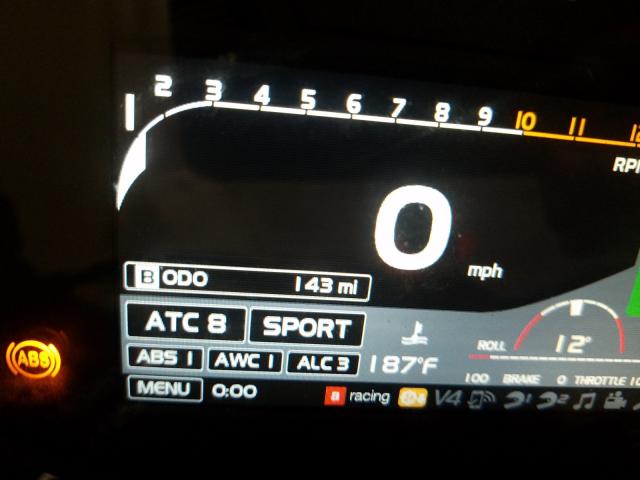 1 2 3 4 5 6 7 8 9 10 11
0
mph
B ODO 143 mi
ATC 8 SPORT
ABS 1 AWC 1 ALC 3 187°F
ROLL 12°
100 BRAKE 0 THROTTLE
MENU 0:00 a racing V4 1 2
ABS